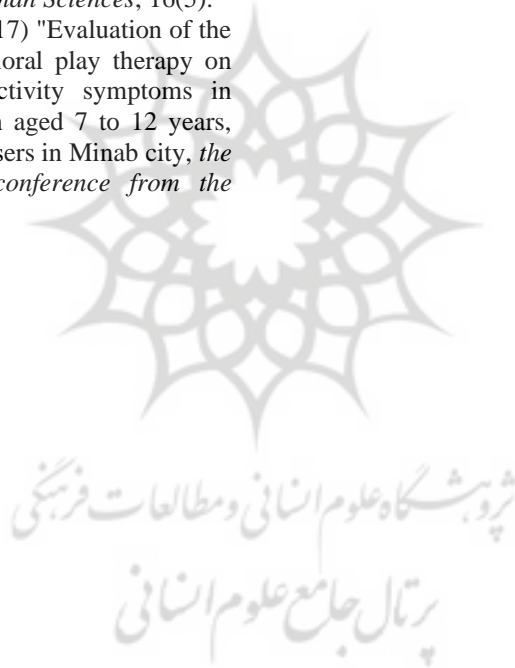 man Sciences, 16(5).
17) "Evaluation of the
ioral play therapy on
ctivity symptoms in
n aged 7 to 12 years,
sers in Minab city, the
conference from the
پژوهشگاه علوم انسانی و مطالعات فرهنگی
پرتال جامع علوم انسانی